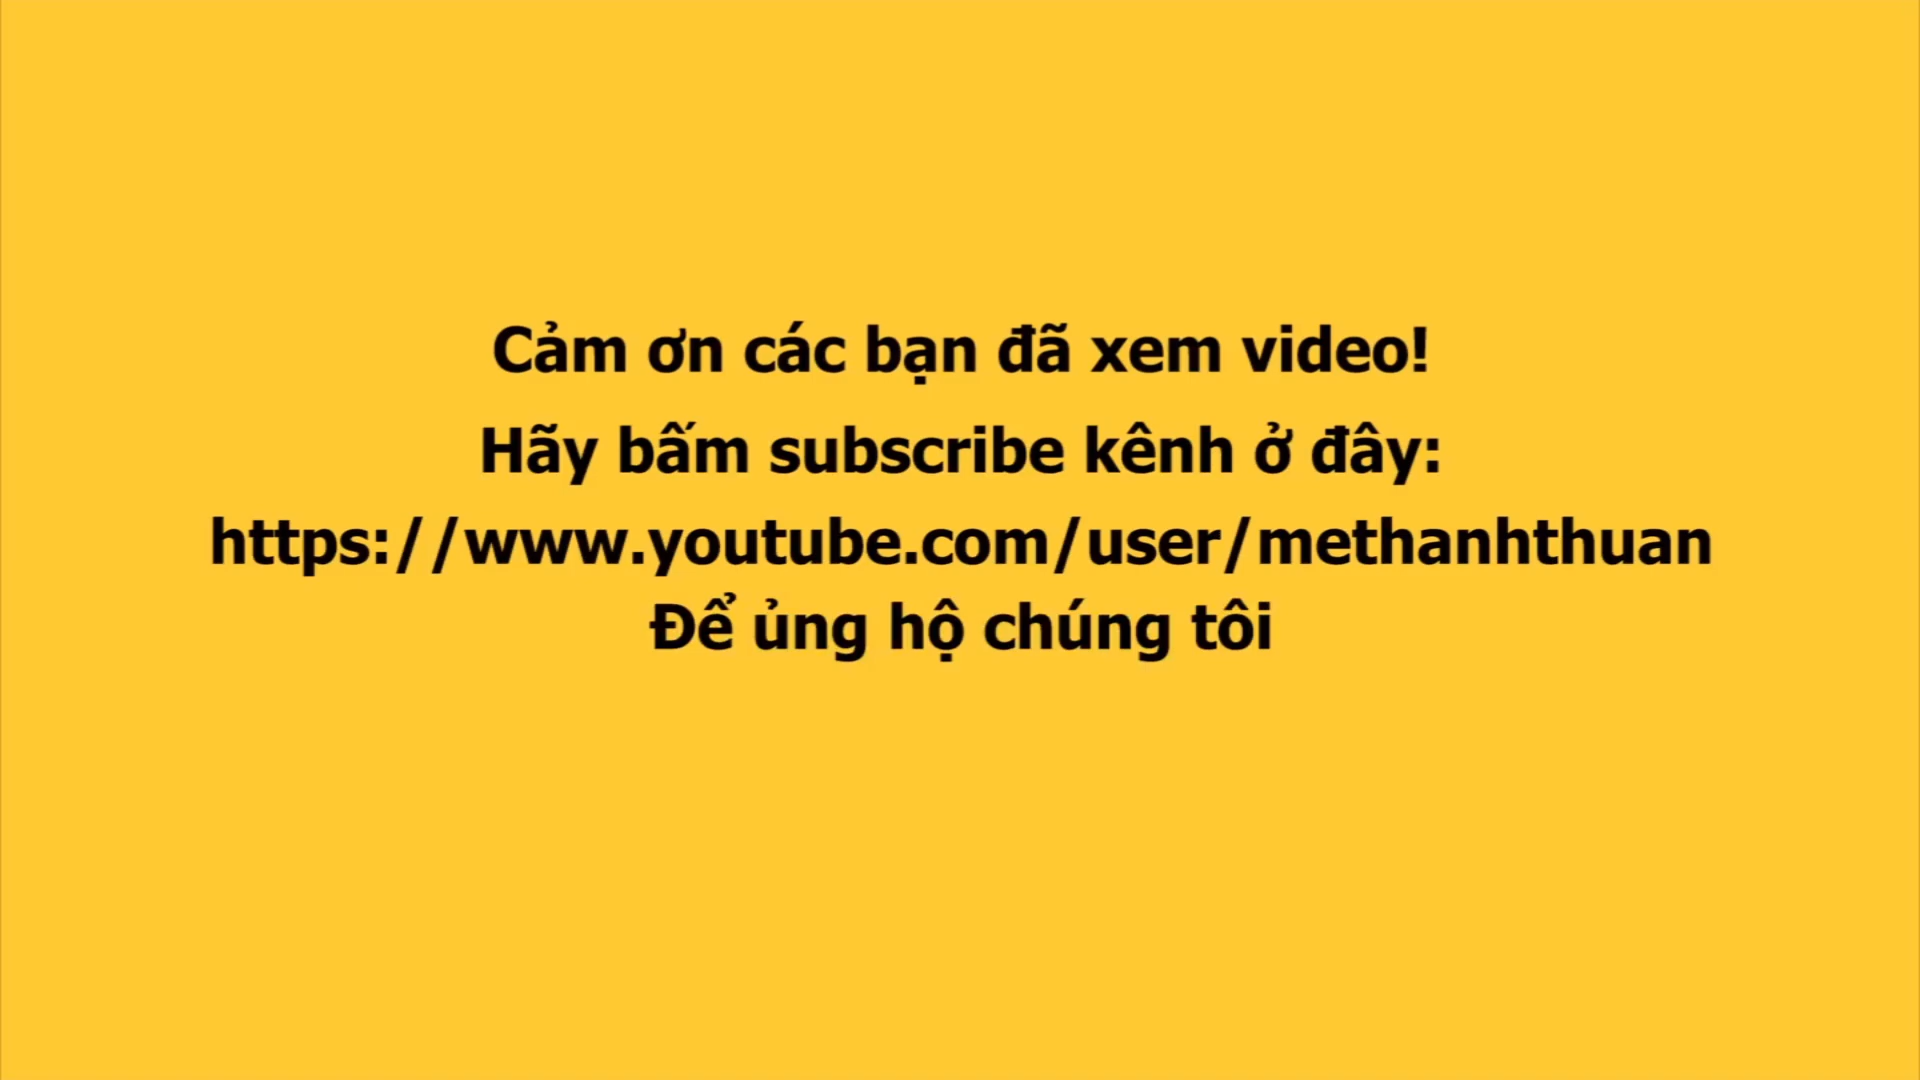 Cảm ơn các bạn đã xem video!
Hãy bấm subscribe kênh ở đây:
https://www.youtube.com/user/methanhthuan
Để ủng hộ chúng tôi